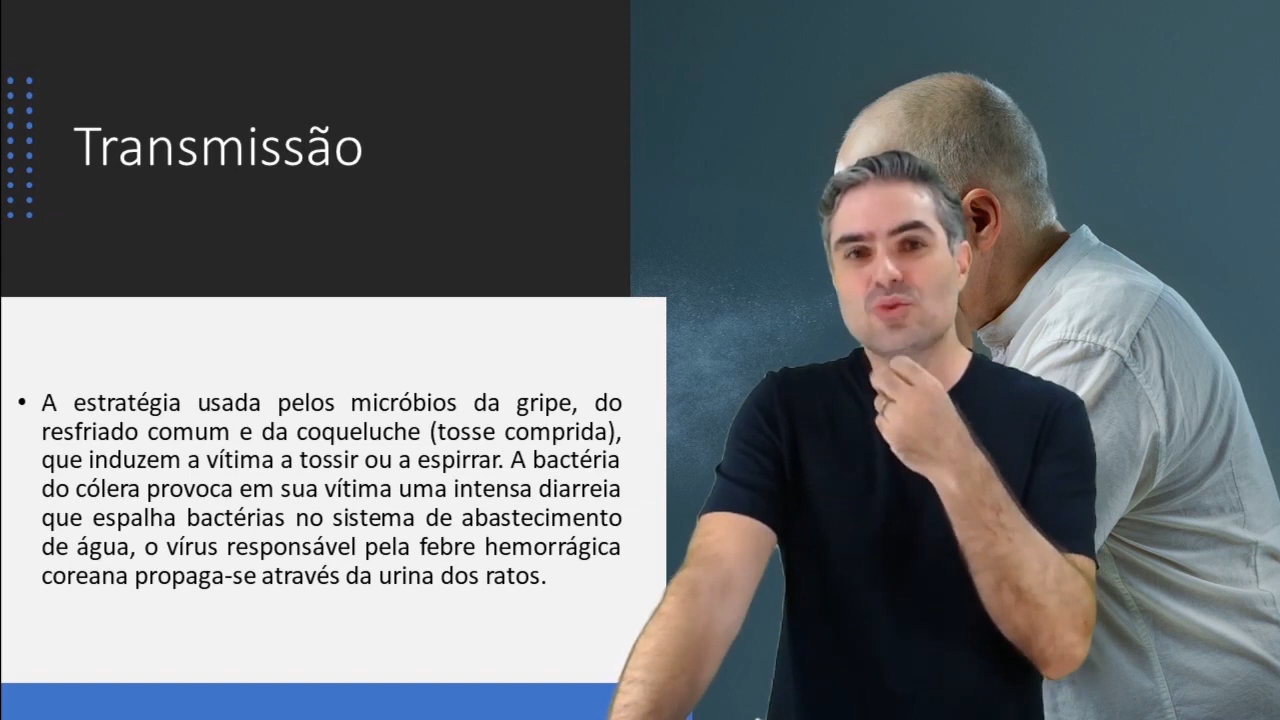 Transmissão
• A estratégia usada pelos micróbios da gripe, do
resfriado comum e da coqueluche (tosse comprida),
que induzem a vítima a tossir ou a espirrar. A bactéria
do cólera provoca em sua vítima uma intensa diarreia
que espalha bactérias no sistema de abastecimento
de água, o vírus responsável pela febre hemorrágica
coreana propaga-se através da urina dos ratos.